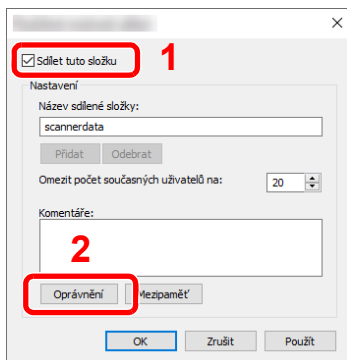 Sdílet tuto složku
1
Nastavení
Název sdílené složky:
scannerdata
Přidat Odebrat
Omezit počet současných uživatelů na: 20
Komentáře:
2
Oprávnění Mezipaměť
OK Zrušit Použít